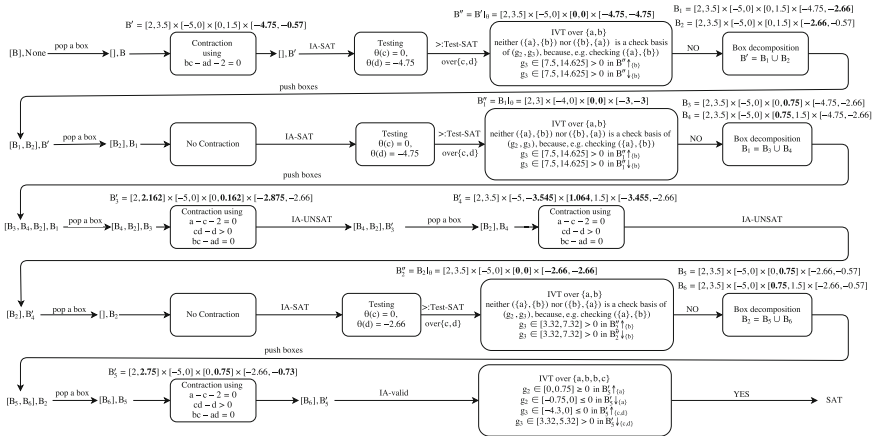 B′ = [2,3.5]×[-5,0]×[0,1.5]×[-4.75,-0.57]
B″ = B′|₀ = [2,3.5]×[-5,0]×[0,0]×[-4.75,-4.75]
B₁ = [2,3.5]×[-5,0]×[0,1.5]×[-4.75,-2.66]
B₂ = [2,3.5]×[-5,0]×[0,1.5]×[-2.66,-0.57]
[B],None
pop a box
[],B
Contraction
using
bc − ad − 2 = 0
[],B′
IA-SAT
Testing
θ(c) = 0,
θ(d) = −4.75
>:Test-SAT
over{c,d}
IVT over {a,b}
neither ({a},{b}) nor ({b},{a}) is a check basis
of (g₂,g₃), because, e.g. checking ({a},{b})
g₃ ∈ [7.5,14.625] > 0 in B″↑{b}
g₃ ∈ [7.5,14.625] > 0 in B″↓{b}
NO
Box decomposition
B′ = B₁ ∪ B₂
push boxes
B″₁ = B₁|₀ = [2,3]×[-4,0]×[0,0]×[-3,-3]
B₃ = [2,3.5]×[-5,0]×[0,0.75]×[-4.75,-2.66]
B₄ = [2,3.5]×[-5,0]×[0.75,1.5]×[-4.75,-2.66]
[B₁,B₂],B′
pop a box
[B₂],B₁
No Contraction
IA-SAT
Testing
θ(c) = 0,
θ(d) = −4.75
>:Test-SAT
over{c,d}
IVT over {a,b}
neither ({a},{b}) nor ({b},{a}) is a check basis of
(g₂,g₃), because, e.g. checking ({a},{b})
g₃ ∈ [7.5,14.625] > 0 in B″₁↑{b}
g₃ ∈ [7.5,14.625] > 0 in B″₁↓{b}
NO
Box decomposition
B₁ = B₃ ∪ B₄
push boxes
B′₃ = [2,2.162]×[-5,0]×[0,0.162]×[-2.875,-2.66]
B′₄ = [2,3.5]×[-5,-3.545]×[1.064,1.5]×[-3.455,-2.66]
[B₃,B₄,B₂],B₁
pop a box
[B₄,B₂],B₃
Contraction using
a − c − 2 = 0
cd − d > 0
bc − ad = 0
IA-UNSAT
[B₄,B₂],B′₃
pop a box
[B₂],B₄
Contraction using
a − c − 2 = 0
cd − d > 0
bc − ad = 0
IA-UNSAT
B″₂ = B₂|₀ = [2,3.5]×[-5,0]×[0,0]×[-2.66,-2.66]
B₅ = [2,3.5]×[-5,0]×[0,0.75]×[-2.66,-0.57]
B₆ = [2,3.5]×[-5,0]×[0.75,1.5]×[-2.66,-0.57]
[B₂],B′₄
pop a box
[],B₂
No Contraction
IA-SAT
Testing
θ(c) = 0,
θ(d) = −2.66
>:Test-SAT
over{c,d}
IVT over {a,b}
neither ({a},{b}) nor ({b},{a}) is a check basis of
(g₂,g₃), because, e.g. checking ({a},{b})
g₃ ∈ [3.32,7.32] > 0 in B″₂↑{b}
g₃ ∈ [3.32,7.32] > 0 in B″₂↓{b}
NO
Box decomposition
B₂ = B₅ ∪ B₆
push boxes
B′₅ = [2,2.75]×[-5,0]×[0,0.75]×[-2.66,-0.73]
[B₅,B₆],B₂
pop a box
[B₆],B₅
Contraction using
a − c − 2 = 0
cd − d > 0
bc − ad = 0
[B₆],B′₅
IA-valid
IVT over {a,b,b,c}
g₂ ∈ [0,0.75] ≥ 0 in B′₅↑{a}
g₂ ∈ [-0.75,0] ≤ 0 in B′₅↓{a}
g₃ ∈ [-4.3,0] ≤ 0 in B′₅↑{c,d}
g₃ ∈ [3.32,5.32] > 0 in B′₅↓{c,d}
YES
SAT